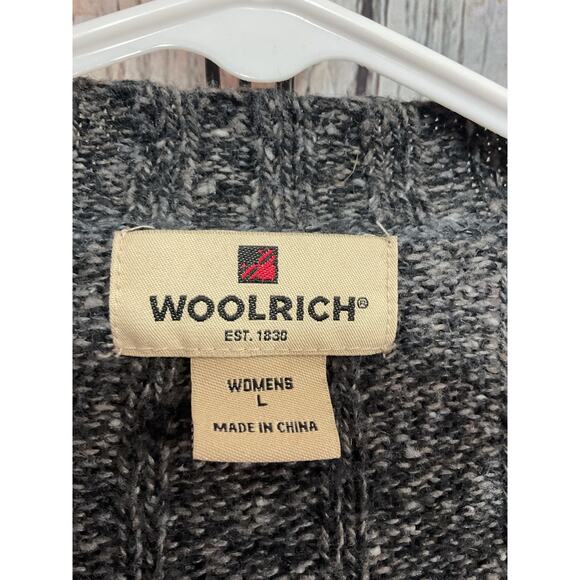 WOOLRICH®
EST. 1830
WOMENS
L
MADE IN CHINA